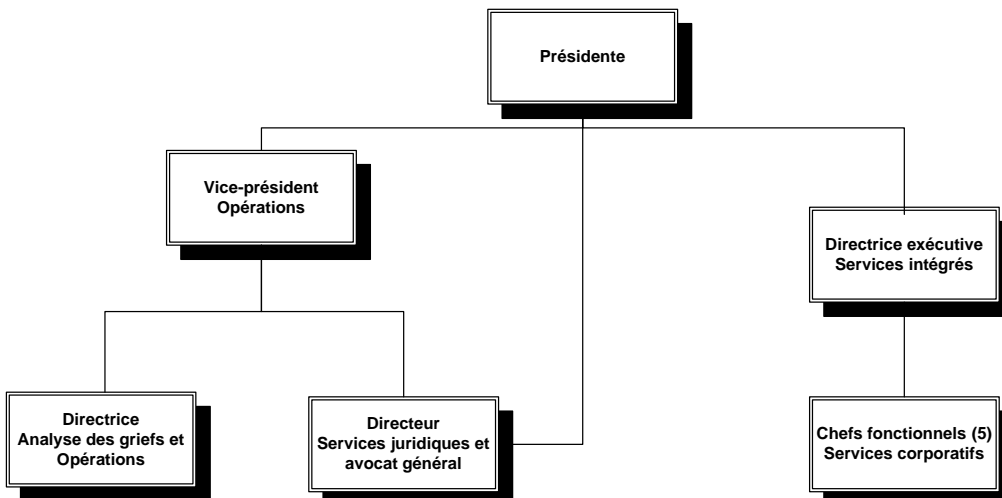 Présidente
Vice-président
Opérations
Directrice exécutive
Services intégrés
Directrice
Analyse des griefs et
Opérations
Directeur
Services juridiques et
avocat général
Chefs fonctionnels (5)
Services corporatifs